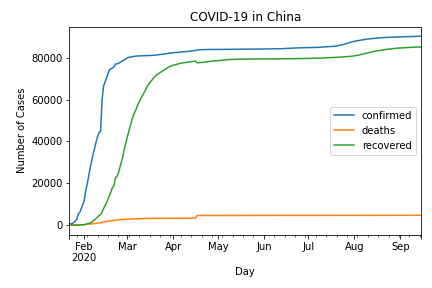 COVID-19 in China
Number of Cases
80000
60000
40000
20000
0
confirmed
deaths
recovered
Feb Mar Apr May Jun Jul Aug Sep
2020
Day